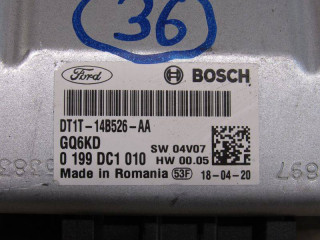 36
Ford BOSCH
DT1T-14B526-AA
GQ6KD SW 04V07
0 199 DC1 010 HW 00.05
Made in Romania 53F 18-04-20